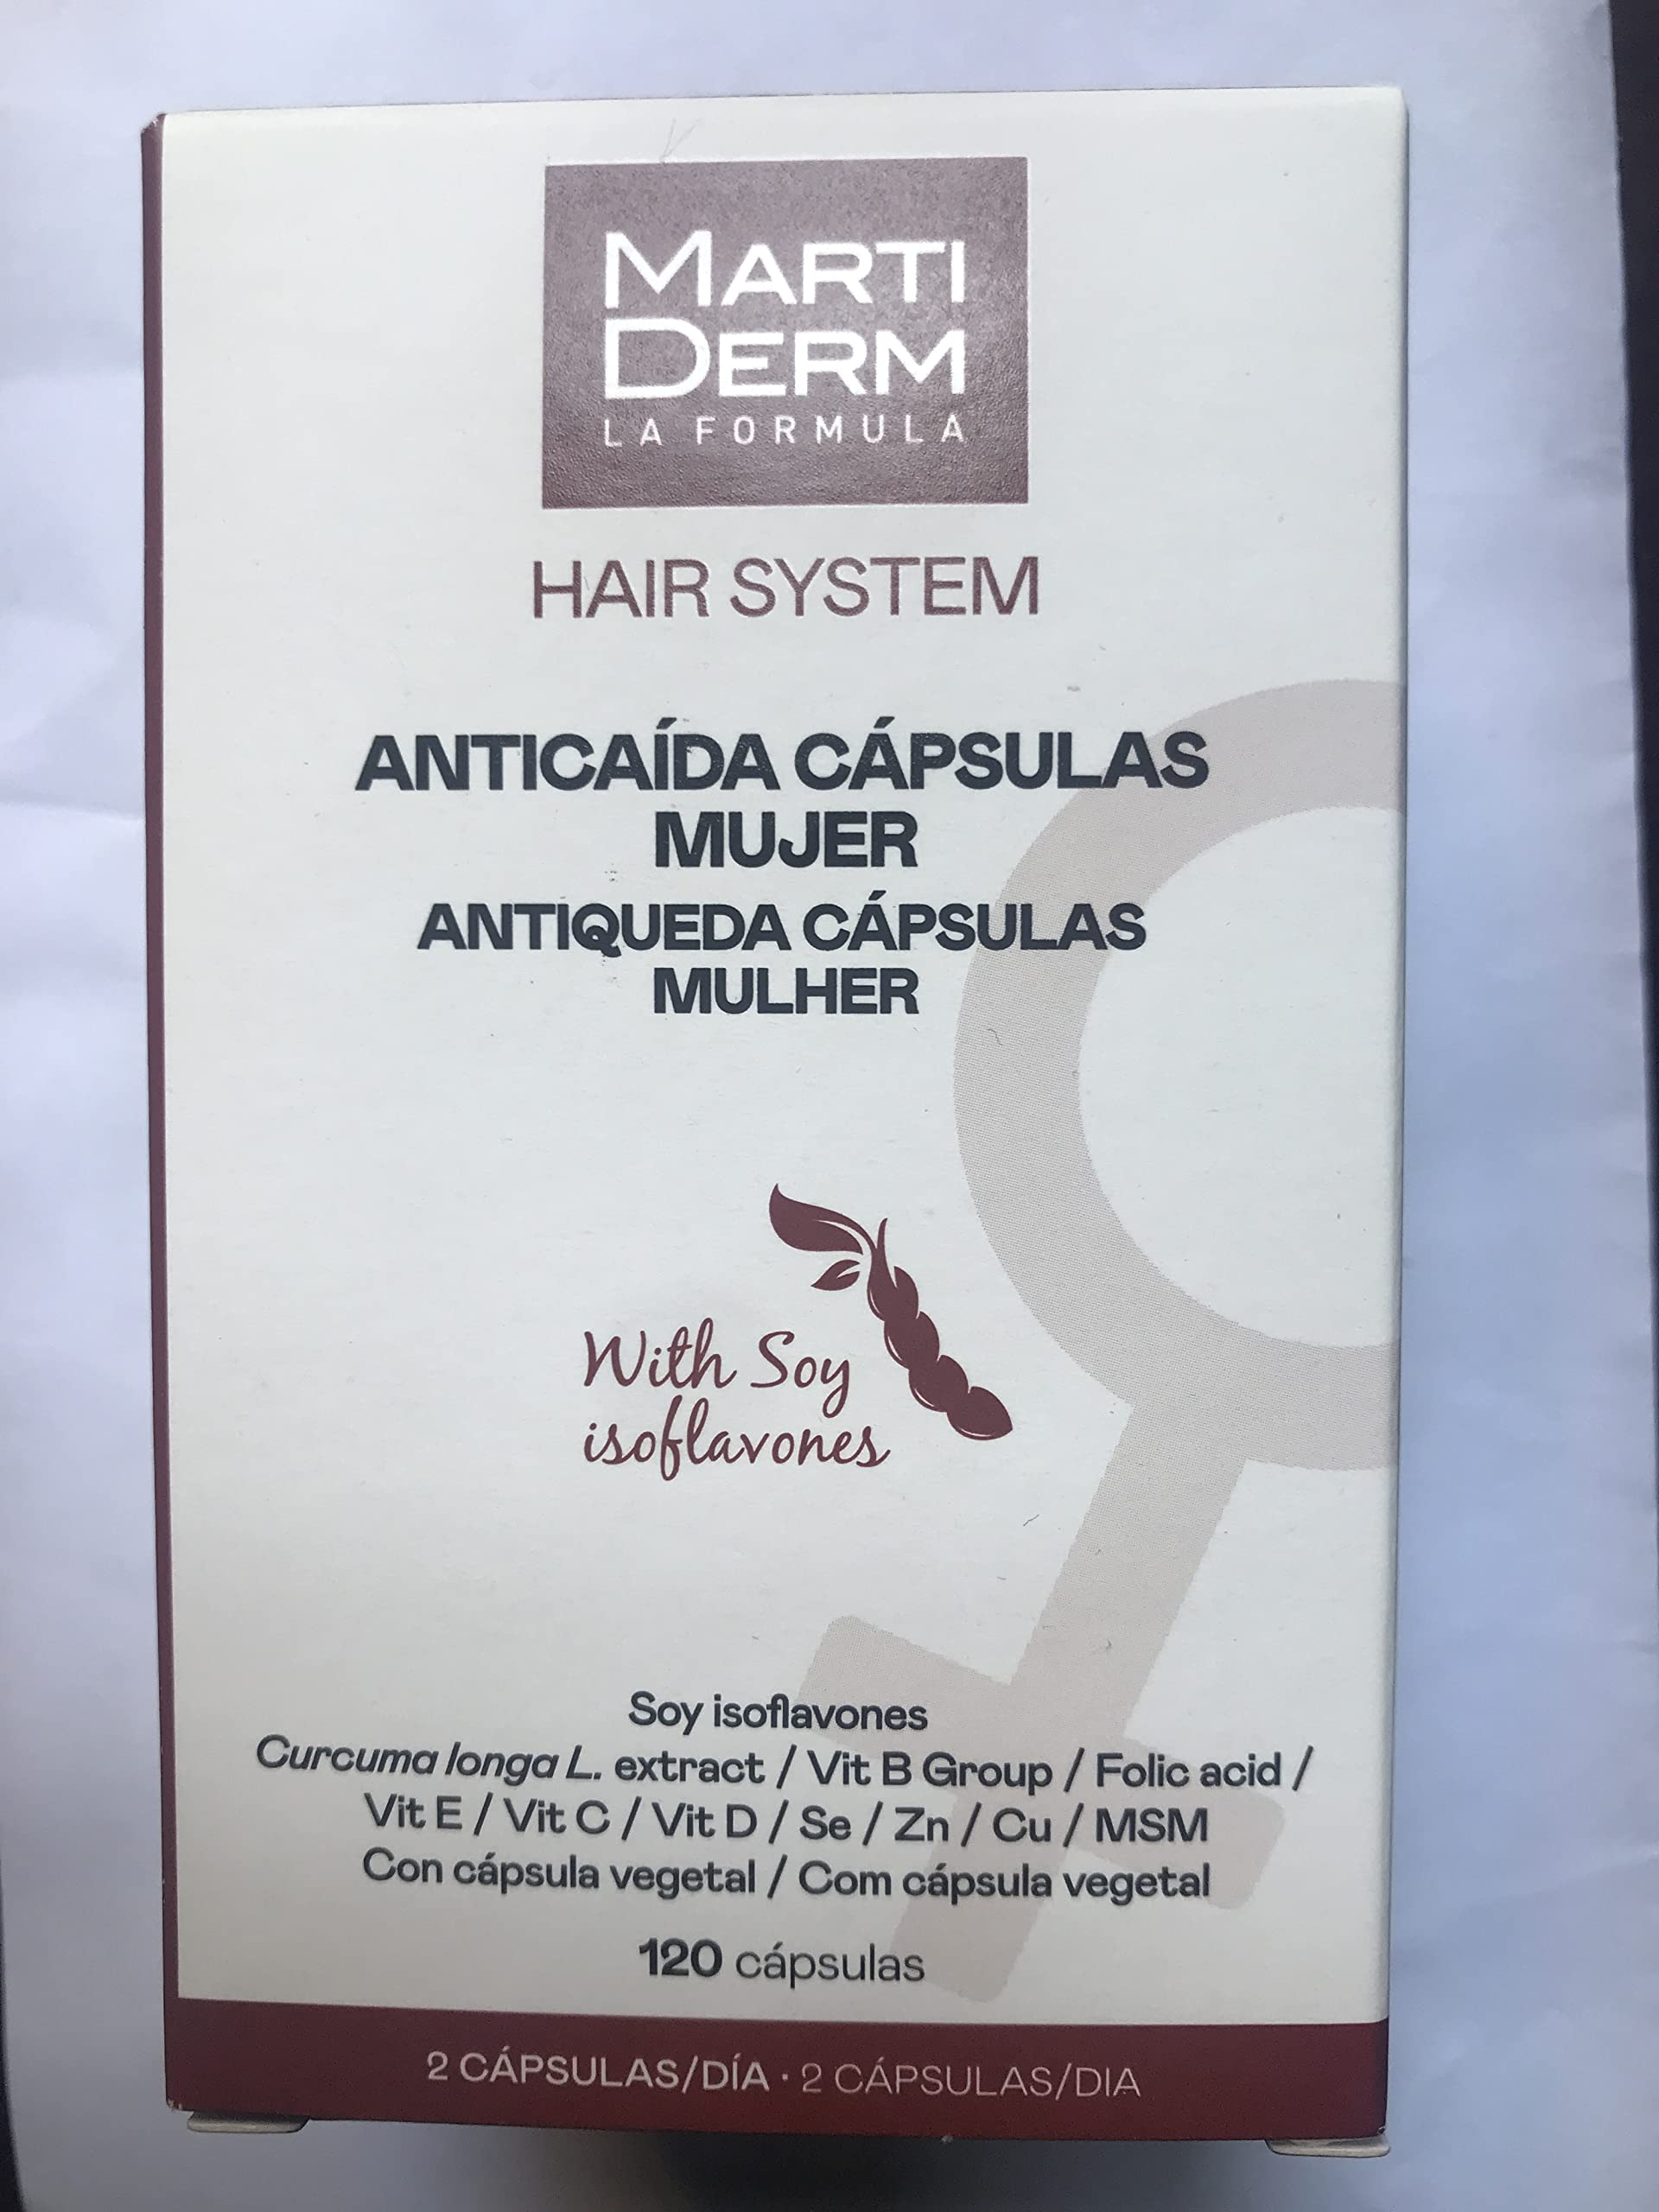 MARTI
DERM
LA FORMULA
HAIR SYSTEM
ANTICAÍDA CÁPSULAS
MUJER
ANTIQUEDA CÁPSULAS
MULHER
With Soy
isoflavones
Soy isoflavones
Curcuma longa L. extract / Vit B Group / Folic acid /
Vit E / Vit C / Vit D / Se / Zn / Cu / MSM
Con cápsula vegetal / Com cápsula vegetal
120 cápsulas
2 CÁPSULAS/DÍA · 2 CÁPSULAS/DIA